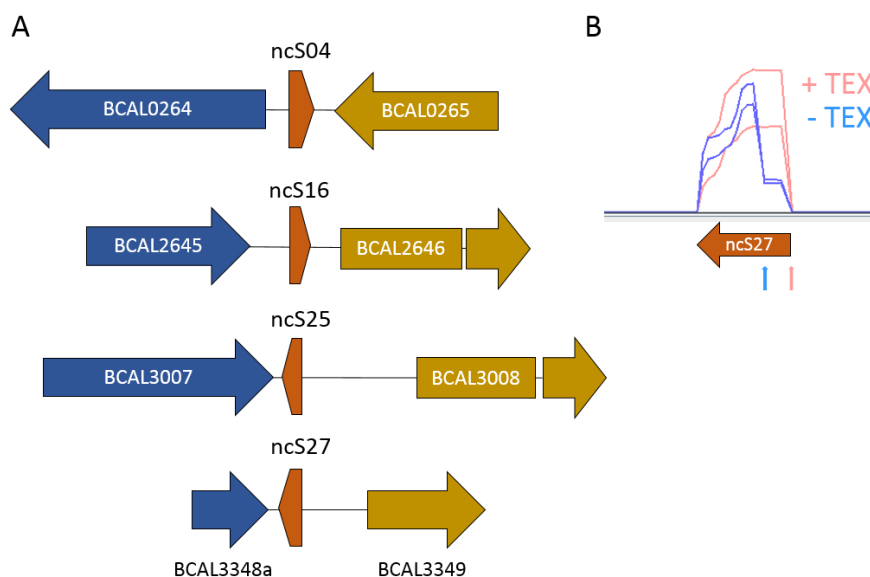 A
ncS04
BCAL0264
BCAL0265
ncS16
BCAL2645
BCAL2646
ncS25
BCAL3007
BCAL3008
ncS27
BCAL3348a
BCAL3349
B
+ TEX
- TEX
ncS27